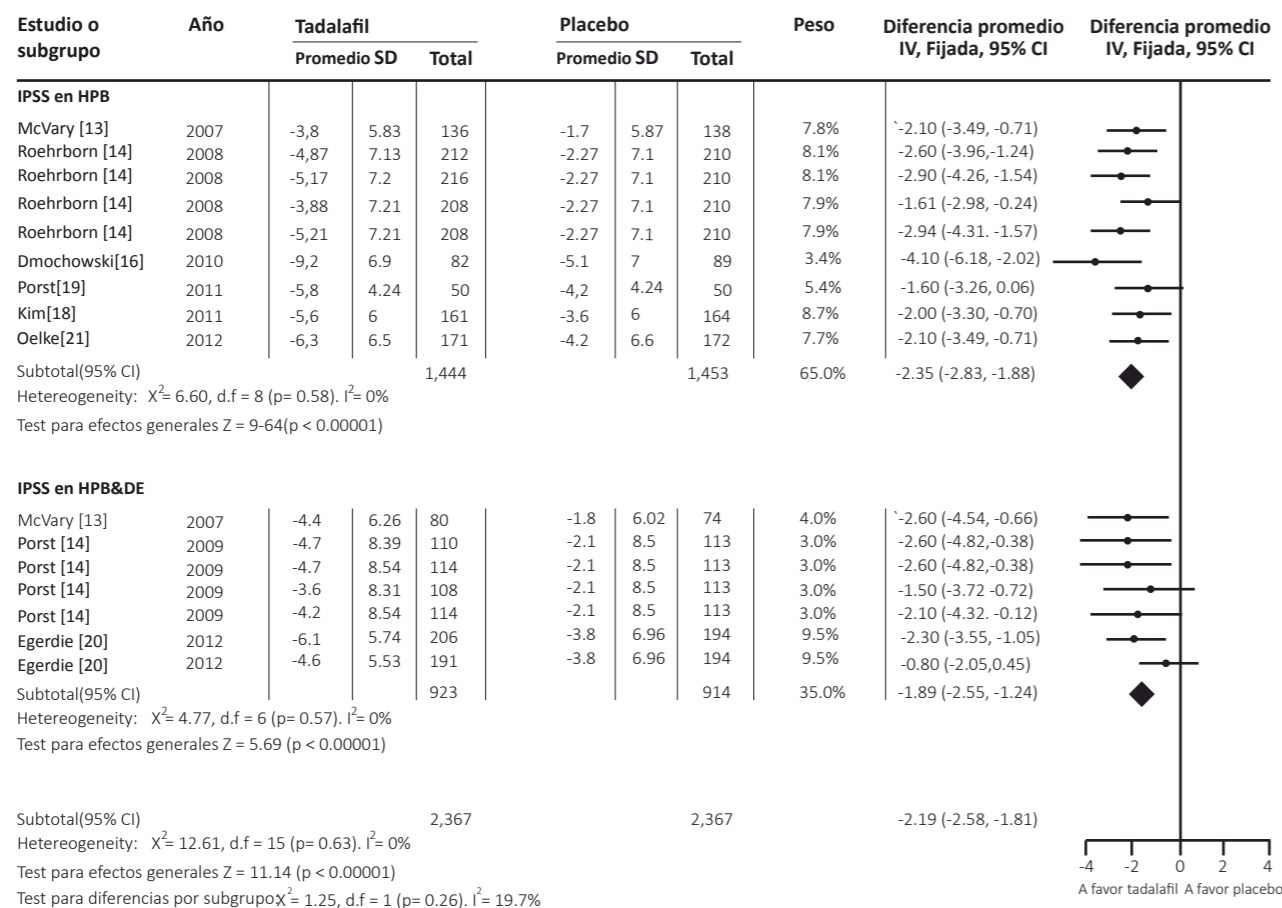 Estudio o subgrupo Año Tadalafil Placebo Peso Diferencia promedio IV, Fijada, 95% CI Diferencia promedio IV, Fijada, 95% CI
Promedio SD Total Promedio SD Total
IPSS en HPB
McVary [13] 2007 -3,8 5.83 136 -1.7 5.87 138 7.8% `-2.10 (-3.49, -0.71)
Roehrborn [14] 2008 -4,87 7.13 212 -2.27 7.1 210 8.1% -2.60 (-3.96,-1.24)
Roehrborn [14] 2008 -5,17 7.2 216 -2.27 7.1 210 8.1% -2.90 (-4.26, -1.54)
Roehrborn [14] 2008 -3,88 7.21 208 -2.27 7.1 210 7.9% -1.61 (-2.98, -0.24)
Roehrborn [14] 2008 -5,21 7.21 208 -2.27 7.1 210 7.9% -2.94 (-4.31. -1.57)
Dmochowski[16] 2010 -9,2 6.9 82 -5.1 7 89 3.4% -4.10 (-6.18, -2.02)
Porst[19] 2011 -5,8 4.24 50 -4,2 4.24 50 5.4% -1.60 (-3.26, 0.06)
Kim[18] 2011 -5,6 6 161 -3.6 6 164 8.7% -2.00 (-3.30, -0.70)
Oelke[21] 2012 -6,3 6.5 171 -4.2 6.6 172 7.7% -2.10 (-3.49, -0.71)
Subtotal(95% CI) 1,444 1,453 65.0% -2.35 (-2.83, -1.88)
Hetereogeneity: X²= 6.60, d.f = 8 (p= 0.58). I²= 0%
Test para efectos generales Z = 9-64(p < 0.00001)
IPSS en HPB&DE
McVary [13] 2007 -4.4 6.26 80 -1.8 6.02 74 4.0% `-2.60 (-4.54, -0.66)
Porst [14] 2009 -4.7 8.39 110 -2.1 8.5 113 3.0% -2.60 (-4.82,-0.38)
Porst [14] 2009 -4.7 8.54 114 -2.1 8.5 113 3.0% -2.60 (-4.82,-0.38)
Porst [14] 2009 -3.6 8.31 108 -2.1 8.5 113 3.0% -1.50 (-3.72 -0.72)
Porst [14] 2009 -4.2 8.54 114 -2.1 8.5 113 3.0% -2.10 (-4.32. -0.12)
Egerdie [20] 2012 -6.1 5.74 206 -3.8 6.96 194 9.5% -2.30 (-3.55, -1.05)
Egerdie [20] 2012 -4.6 5.53 191 -3.8 6.96 194 9.5% -0.80 (-2.05,0.45)
Subtotal(95% CI) 923 914 35.0% -1.89 (-2.55, -1.24)
Hetereogeneity: X²= 4.77, d.f = 6 (p= 0.57). I²= 0%
Test para efectos generales Z = 5.69 (p < 0.00001)
Subtotal(95% CI) 2,367 2,367 -2.19 (-2.58, -1.81)
Hetereogeneity: X²= 12.61, d.f = 15 (p= 0.63). I²= 0%
Test para efectos generales Z = 11.14 (p < 0.00001)
Test para diferencias por subgrupo:X²= 1.25, d.f = 1 (p= 0.26). I²= 19.7%
-4 -2 0 2 4
A favor tadalafil A favor placebo